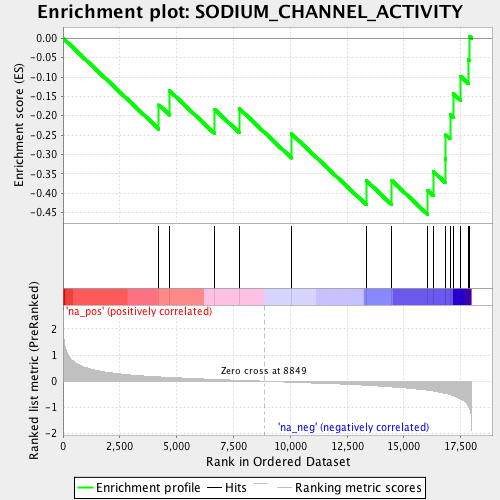 Enrichment plot: SODIUM_CHANNEL_ACTIVITY
Enrichment score (ES)
0.00
-0.05
-0.10
-0.15
-0.20
-0.25
-0.30
-0.35
-0.40
-0.45
'na_pos' (positively correlated)
Ranked list metric (PreRanked)
2
1
0
-1
-2
Zero cross at 8849
'na_neg' (negatively correlated)
0
2,500
5,000
7,500
10,000
12,500
15,000
17,500
Rank in Ordered Dataset
Enrichment profile
Hits
Ranking metric scores